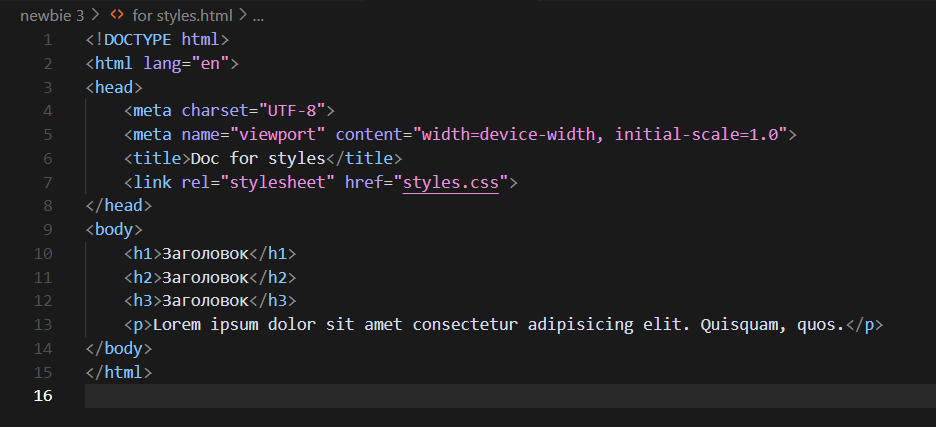 newbie 3 > <> for styles.html > ...
1 <!DOCTYPE html>
2 <html lang="en">
3 <head>
4 <meta charset="UTF-8">
5 <meta name="viewport" content="width=device-width, initial-scale=1.0">
6 <title>Doc for styles</title>
7 <link rel="stylesheet" href="styles.css">
8 </head>
9 <body>
10 <h1>Заголовок</h1>
11 <h2>Заголовок</h2>
12 <h3>Заголовок</h3>
13 <p>Lorem ipsum dolor sit amet consectetur adipisicing elit. Quisquam, quos.</p>
14 </body>
15 </html>
16